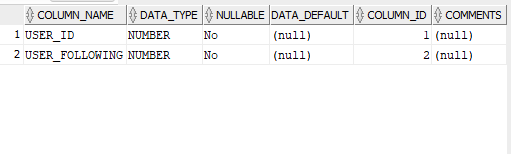 COLUMN_NAME DATA_TYPE NULLABLE DATA_DEFAULT COLUMN_ID COMMENTS
1 USER_ID NUMBER No (null) 1 (null)
2 USER_FOLLOWING NUMBER No (null) 2 (null)